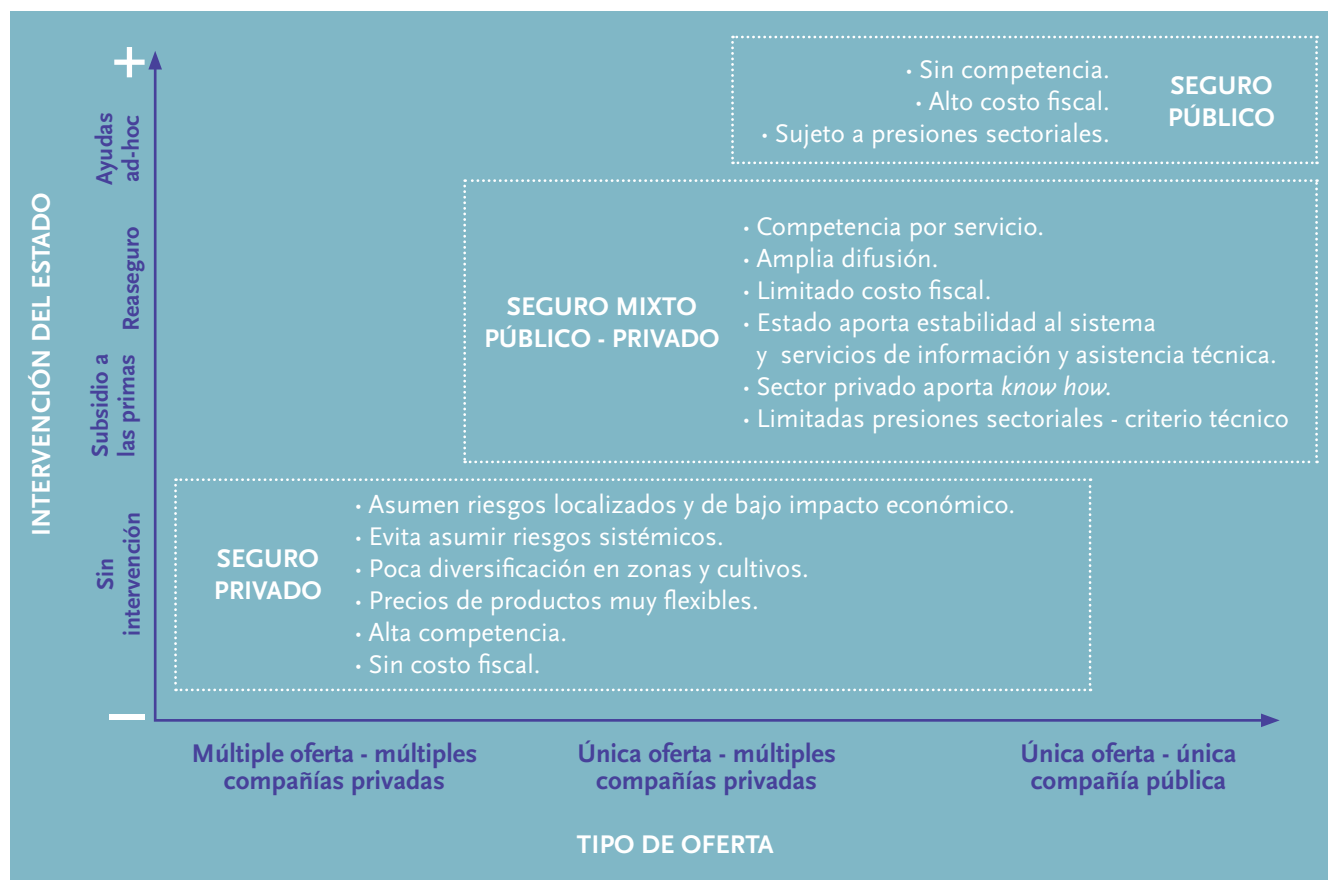 +
INTERVENCIÓN DEL ESTADO
Ayudas
ad-hoc
Reaseguro
Subsidio a
las primas
Sin
intervención
–
· Sin competencia.
· Alto costo fiscal.
· Sujeto a presiones sectoriales.
SEGURO
PÚBLICO
SEGURO MIXTO
PÚBLICO - PRIVADO
· Competencia por servicio.
· Amplia difusión.
· Limitado costo fiscal.
· Estado aporta estabilidad al sistema
y servicios de información y asistencia técnica.
· Sector privado aporta know how.
· Limitadas presiones sectoriales - criterio técnico
SEGURO
PRIVADO
· Asumen riesgos localizados y de bajo impacto económico.
· Evita asumir riesgos sistémicos.
· Poca diversificación en zonas y cultivos.
· Precios de productos muy flexibles.
· Alta competencia.
· Sin costo fiscal.
Múltiple oferta - múltiples
compañías privadas
Única oferta - múltiples
compañías privadas
Única oferta - única
compañía pública
TIPO DE OFERTA